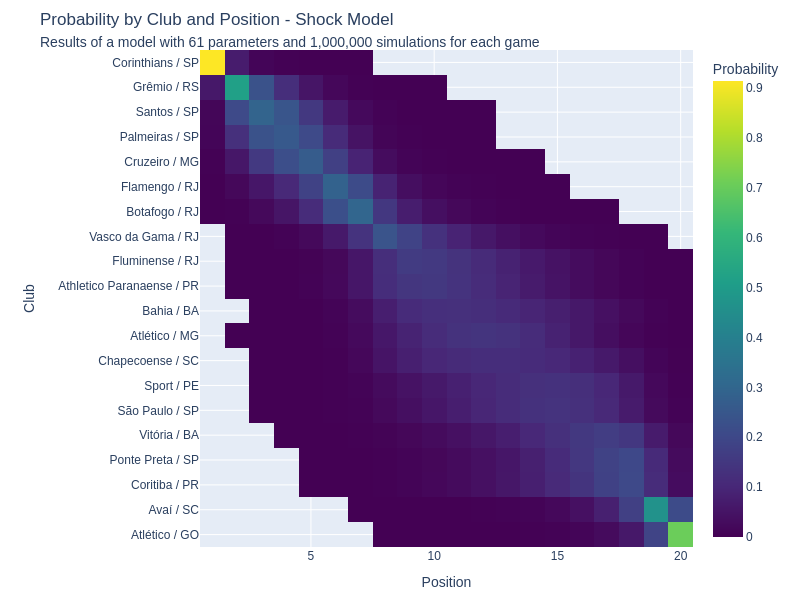 Probability by Club and Position - Shock Model
Results of a model with 61 parameters and 1,000,000 simulations for each game
Probability
Corinthians / SP
Grêmio / RS
Santos / SP
Palmeiras / SP
Cruzeiro / MG
Flamengo / RJ
Botafogo / RJ
Vasco da Gama / RJ
Fluminense / RJ
Athletico Paranaense / PR
Bahia / BA
Atlético / MG
Chapecoense / SC
Sport / PE
São Paulo / SP
Vitória / BA
Ponte Preta / SP
Coritiba / PR
Avaí / SC
Atlético / GO
Club
5
10
15
20
Position
0.9
0.8
0.7
0.6
0.5
0.4
0.3
0.2
0.1
0